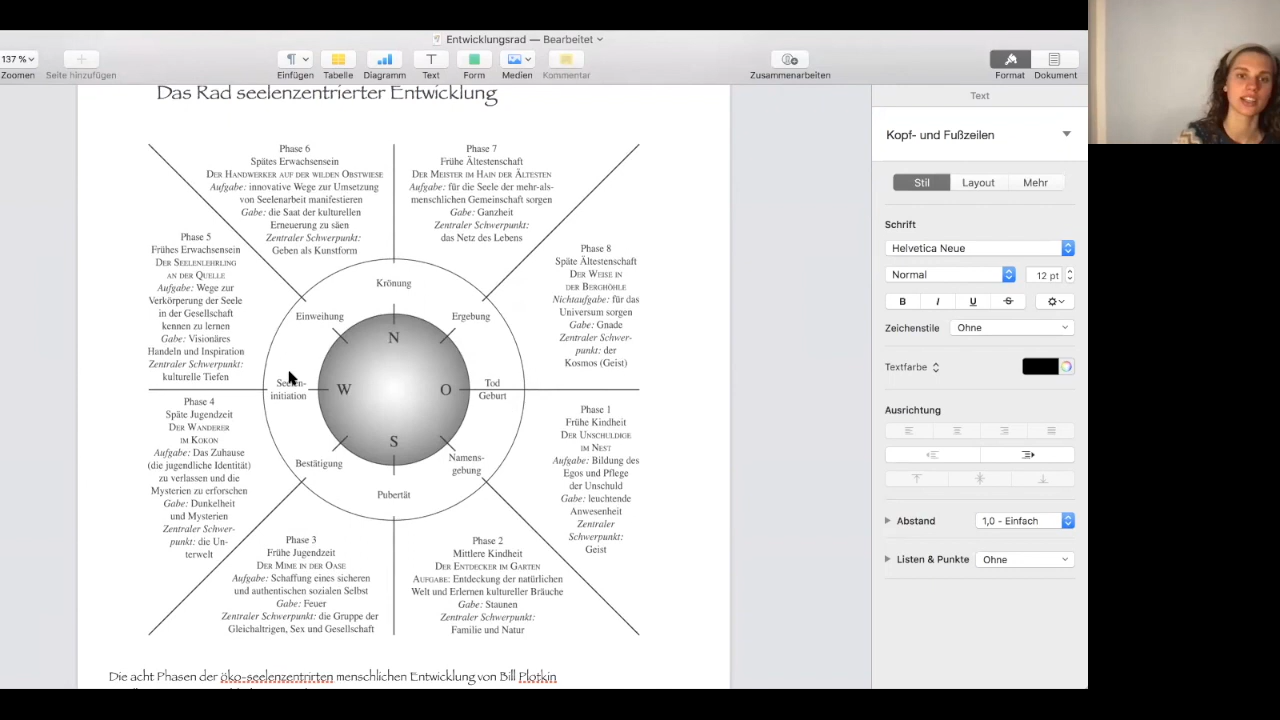 Entwicklungsrad — Bearbeitet
137 %
Zoomen
Seite hinzufügen
Einfügen
Tabelle
Diagramm
Text
Form
Medien
Kommentar
Zusammenarbeiten
Format
Dokument
Das Rad seelenzentrierter Entwicklung
Phase 6
Spätes Erwachsensein
Der Handwerker auf der wilden Obstwiese
Aufgabe: innovative Wege zur Umsetzung
von Seelenarbeit manifestieren
Gabe: die Saat der kulturellen
Erneuerung zu säen
Zentraler Schwerpunkt:
Geben als Kunstform
Phase 7
Frühe Ältestenschaft
Der Meister im Hain der Ältesten
Aufgabe: für die Seele der mehr-als-
menschlichen Gemeinschaft sorgen
Gabe: Ganzheit
Zentraler Schwerpunkt:
das Netz des Lebens
Phase 5
Frühes Erwachsensein
Der Seelenlehrling
an der Quelle
Aufgabe: Wege zur
Verkörperung der Seele
in der Gesellschaft
kennen zu lernen
Gabe: Visionäres
Handeln und Inspiration
Zentraler Schwerpunkt:
kulturelle Tiefen
Phase 8
Späte Ältestenschaft
Der Weise in
der Berghöhle
Nichtaufgabe: für das
Universum sorgen
Gabe: Gnade
Zentraler Schwer-
punkt: der
Kosmos (Geist)
Krönung
Einweihung
Ergebung
Seelen-
initiation
Tod
Geburt
Bestätigung
Namens-
gebung
Pubertät
N
W
O
S
Phase 4
Späte Jugendzeit
Der Wanderer
im Kokon
Aufgabe: Das Zuhause
(die jugendliche Identität)
zu verlassen und die
Mysterien zu erforschen
Gabe: Dunkelheit
und Mysterien
Zentraler Schwer-
punkt: die Un-
terwelt
Phase 1
Frühe Kindheit
Der Unschuldige
im Nest
Aufgabe: Bildung des
Egos und Pflege
der Unschuld
Gabe: leuchtende
Anwesenheit
Zentraler
Schwerpunkt:
Geist
Phase 3
Frühe Jugendzeit
Der Mime in der Oase
Aufgabe: Schaffung eines sicheren
und authentischen sozialen Selbst
Gabe: Feuer
Zentraler Schwerpunkt: die Gruppe der
Gleichaltrigen, Sex und Gesellschaft
Phase 2
Mittlere Kindheit
Der Entdecker im Garten
Aufgabe: Entdeckung der natürlichen
Welt und Erlernen kultureller Bräuche
Gabe: Staunen
Zentraler Schwerpunkt:
Familie und Natur
Die acht Phasen der öko-seelenzentrirten menschlichen Entwicklung von Bill Plotkin
Text
Kopf- und Fußzeilen
Stil
Layout
Mehr
Schrift
Helvetica Neue
Normal
12 pt
B I U S
Zeichenstile
Ohne
Textfarbe
Ausrichtung
Abstand
1,0 - Einfach
Listen & Punkte
Ohne